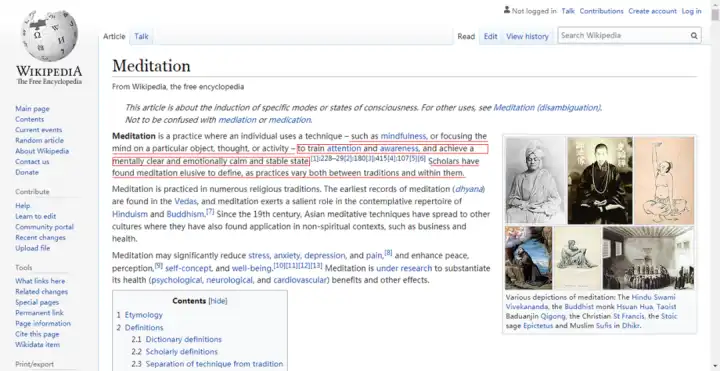 Not logged in Talk Contributions Create account Log in
Article Talk Read Edit View history Search Wikipedia
WIKIPEDIA
The Free Encyclopedia
Main page
Contents
Current events
Random article
About Wikipedia
Contact us
Donate
Contribute
Help
Learn to edit
Community portal
Recent changes
Upload file
Tools
What links here
Related changes
Special pages
Permanent link
Page information
Cite this page
Wikidata item
Print/export
Meditation
From Wikipedia, the free encyclopedia
This article is about the induction of specific modes or states of consciousness. For other uses, see Meditation (disambiguation).
Not to be confused with mediation or medication.
Meditation is a practice where an individual uses a technique – such as mindfulness, or focusing the
mind on a particular object, thought, or activity – to train attention and awareness, and achieve a
mentally clear and emotionally calm and stable state.[1]:228–29[2]:180[3]:415[4]:107[5][6] Scholars have
found meditation elusive to define, as practices vary both between traditions and within them.
Meditation is practiced in numerous religious traditions. The earliest records of meditation (dhyana)
are found in the Vedas, and meditation exerts a salient role in the contemplative repertoire of
Hinduism and Buddhism.[7] Since the 19th century, Asian meditative techniques have spread to other
cultures where they have also found application in non-spiritual contexts, such as business and
health.
Meditation may significantly reduce stress, anxiety, depression, and pain,[8] and enhance peace,
perception,[9] self-concept, and well-being.[10][11][12][13] Meditation is under research to substantiate
its health (psychological, neurological, and cardiovascular) benefits and other effects.
Contents [hide]
1 Etymology
2 Definitions
2.1 Dictionary definitions
2.2 Scholarly definitions
2.3 Separation of technique from tradition
Various depictions of meditation: The Hindu Swami
Vivekananda, the Buddhist monk Hsuan Hua, Taoist
Baduanjin Qigong, the Christian St Francis, the Stoic
sage Epictetus and Muslim Sufis in Dhikr.